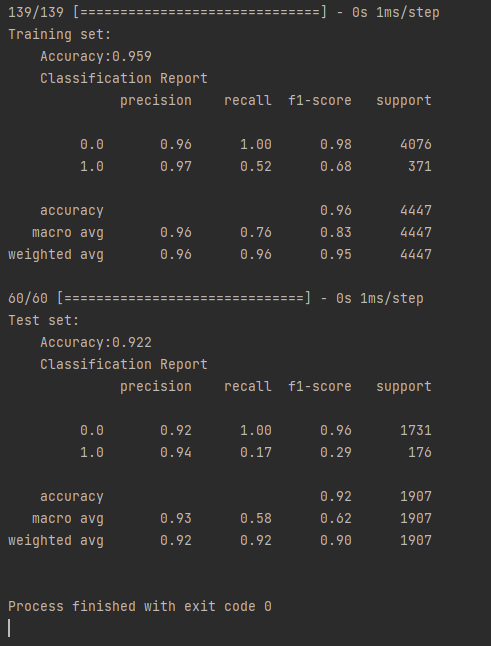 139/139 [==============================] - 0s 1ms/step
Training set:
    Accuracy:0.959
    Classification Report
              precision    recall  f1-score   support

         0.0       0.96      1.00      0.98      4076
         1.0       0.97      0.52      0.68       371

    accuracy                           0.96      4447
   macro avg       0.96      0.76      0.83      4447
weighted avg       0.96      0.96      0.95      4447

60/60 [==============================] - 0s 1ms/step
Test set:
    Accuracy:0.922
    Classification Report
              precision    recall  f1-score   support

         0.0       0.92      1.00      0.96      1731
         1.0       0.94      0.17      0.29       176

    accuracy                           0.92      1907
   macro avg       0.93      0.58      0.62      1907
weighted avg       0.92      0.92      0.90      1907


Process finished with exit code 0